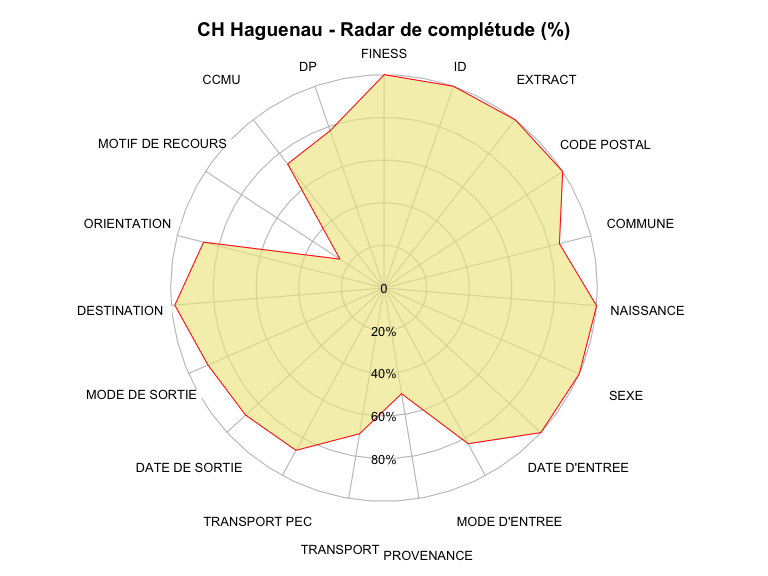 CH Haguenau - Radar de complétude (%)
FINESS
DP
ID
CCMU
EXTRACT
MOTIF DE RECOURS
CODE POSTAL
ORIENTATION
COMMUNE
0
DESTINATION
NAISSANCE
20%
40%
MODE DE SORTIE
SEXE
60%
80%
DATE DE SORTIE
DATE D'ENTREE
TRANSPORT PEC
MODE D'ENTREE
TRANSPORT
PROVENANCE